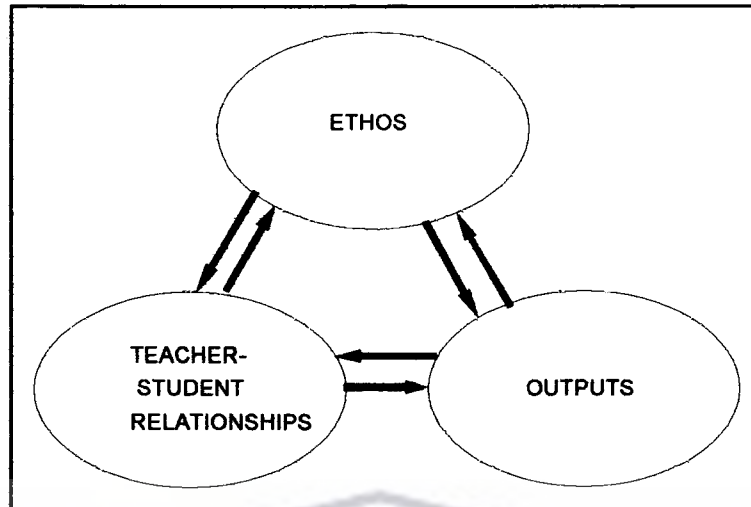 ETHOS
TEACHER-
STUDENT
RELATIONSHIPS
OUTPUTS